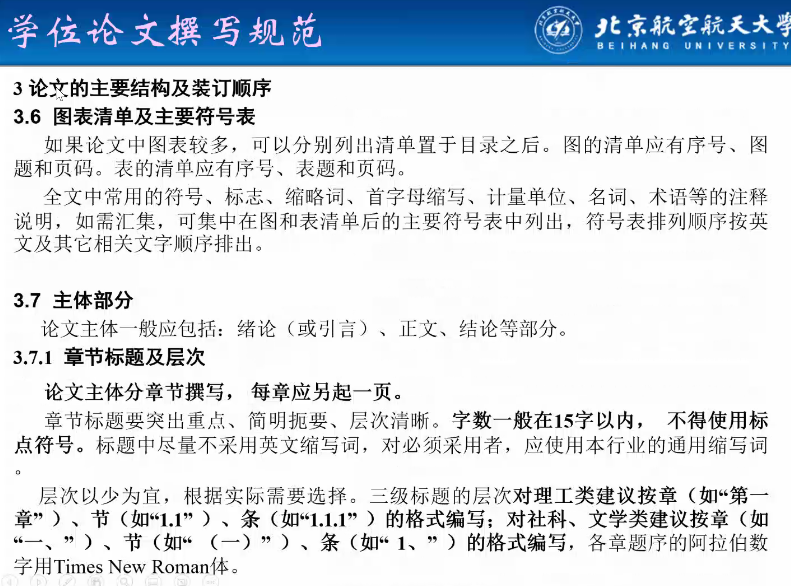 学位论文撰写规范
北京航空航天大學
BEIHANG UNIVERSITY
3 论文的主要结构及装订顺序
3.6 图表清单及主要符号表
如果论文中图表较多，可以分别列出清单置于目录之后。图的清单应有序号、图
题和页码。表的清单应有序号、表题和页码。
全文中常用的符号、标志、缩略词、首字母缩写、计量单位、名词、术语等的注释
说明，如需汇集，可集中在图和表清单后的主要符号表中列出，符号表排列顺序按英
文及其它相关文字顺序排出。
3.7 主体部分
论文主体一般应包括：绪论（或引言）、正文、结论等部分。
3.7.1 章节标题及层次
论文主体分章节撰写， 每章应另起一页。
章节标题要突出重点、简明扼要、层次清晰。字数一般在15字以内， 不得使用标
点符号。标题中尽量不采用英文缩写词，对必须采用者，应使用本行业的通用缩写词
。
层次以少为宜，根据实际需要选择。三级标题的层次对理工类建议按章（如“第一
章” ）、节（如“1.1” ）、条（如“1.1.1” ）的格式编写；对社科、文学类建议按章（如
“一、” ）、节（如“ （一）” ）、条（如“ 1、” ）的格式编写，各章题序的阿拉伯数
字用Times New Roman体。